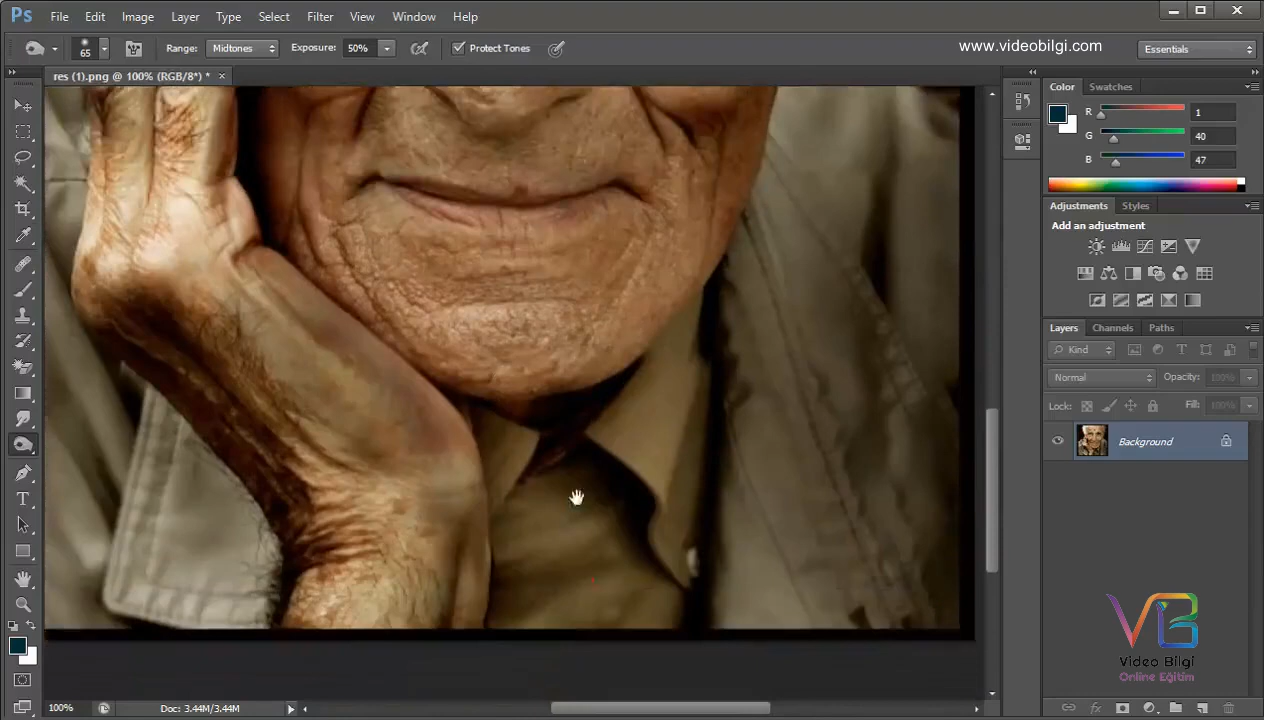 Ps File Edit Image Layer Type Select Filter View Window Help
65 Range: Midtones Exposure: 50% Protect Tones www.videobilgi.com Essentials
res (1).png @ 100% (RGB/8*) * ×
Color Swatches
R 1
G 40
B 47
Adjustments Styles
Add an adjustment
Layers Channels Paths
Kind
Normal Opacity: 100%
Lock: Fill: 100%
Background
VB
Video Bilgi
Online Eğitim
100% Doc: 3.44M/3.44M